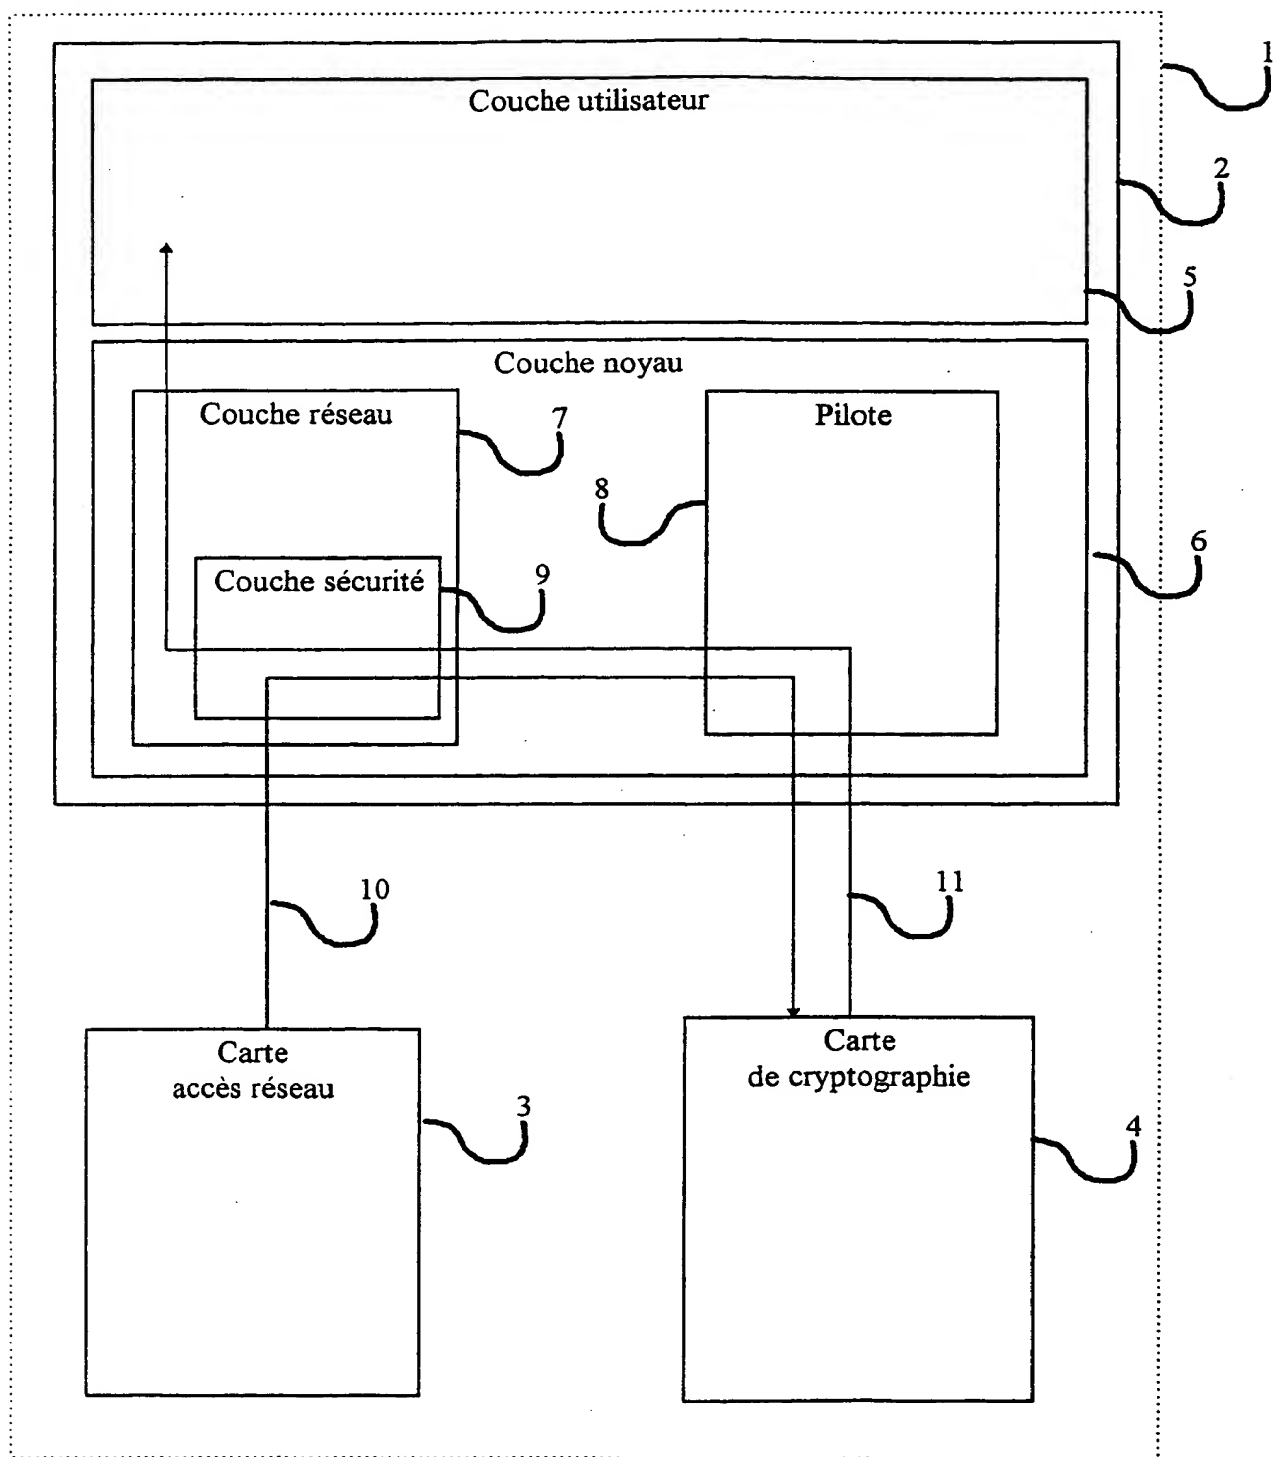 1
Couche utilisateur
2
5
Couche noyau
Couche réseau
7
Pilote
8
6
Couche sécurité
9
10
11
Carte
accès réseau
3
Carte
de cryptographie
4